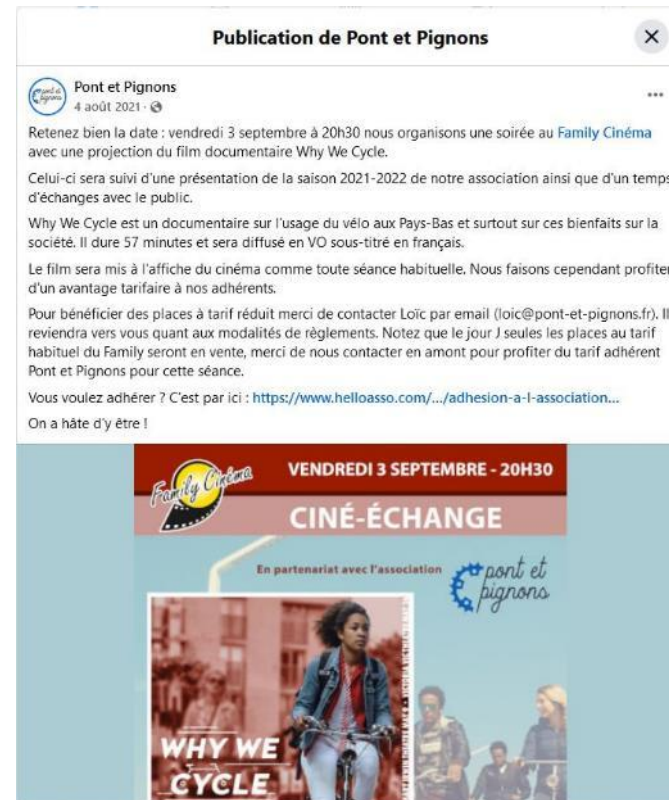 Publication de Pont et Pignons
pont et pignons
Pont et Pignons
4 août 2021 ·
Retenez bien la date : vendredi 3 septembre à 20h30 nous organisons une soirée au Family Cinéma
avec une projection du film documentaire Why We Cycle.
Celui-ci sera suivi d'une présentation de la saison 2021-2022 de notre association ainsi que d'un temps
d'échanges avec le public.
Why We Cycle est un documentaire sur l'usage du vélo aux Pays-Bas et surtout sur ces bienfaits sur la
société. Il dure 57 minutes et sera diffusé en VO sous-titré en français.
Le film sera mis à l'affiche du cinéma comme toute séance habituelle. Nous faisons cependant profiter
d'un avantage tarifaire à nos adhérents.
Pour bénéficier des places à tarif réduit merci de contacter Loïc par email (loic@pont-et-pignons.fr). Il
reviendra vers vous quant aux modalités de règlements. Notez que le jour J seules les places au tarif
habituel du Family seront en vente, merci de nous contacter en amont pour profiter du tarif adhérent
Pont et Pignons pour cette séance.
Vous voulez adhérer ? C'est par ici : https://www.helloasso.com/.../adhesion-a-l-association...
On a hâte d'y être !
Family Cinéma
VENDREDI 3 SEPTEMBRE - 20H30
CINÉ-ÉCHANGE
En partenariat avec l'association
pont et
pignons
WHY WE
CYCLE